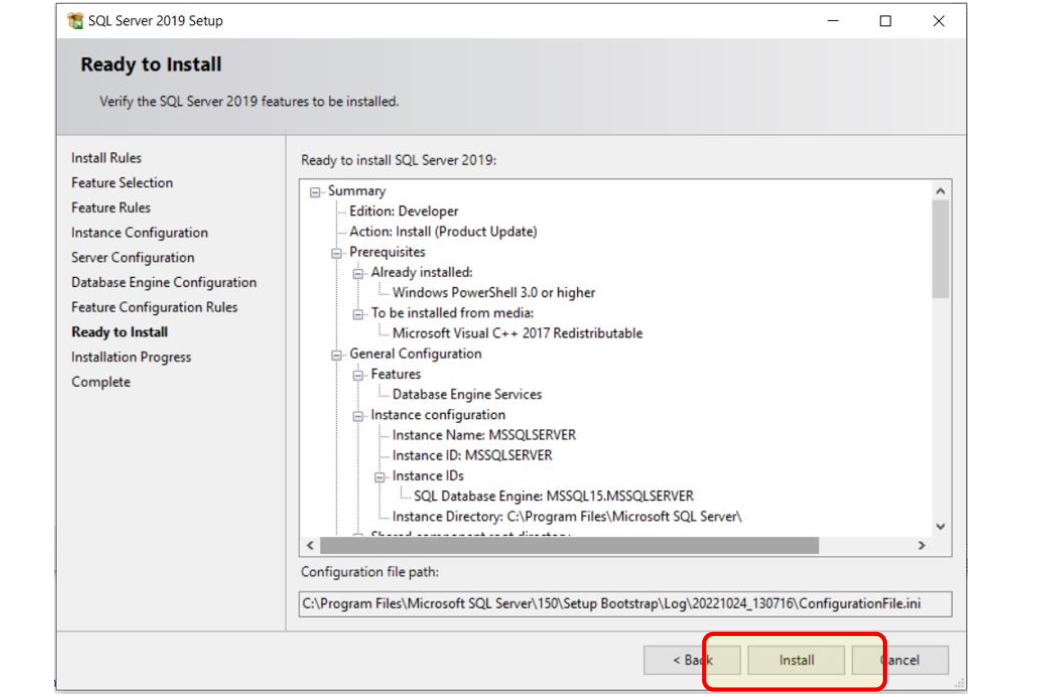 SQL Server 2019 Setup
Ready to Install
Verify the SQL Server 2019 features to be installed.
Install Rules
Feature Selection
Feature Rules
Instance Configuration
Server Configuration
Database Engine Configuration
Feature Configuration Rules
Ready to Install
Installation Progress
Complete
Ready to install SQL Server 2019:
Summary
Edition: Developer
Action: Install (Product Update)
Prerequisites
Already installed:
Windows PowerShell 3.0 or higher
To be installed from media:
Microsoft Visual C++ 2017 Redistributable
General Configuration
Features
Database Engine Services
Instance configuration
Instance Name: MSSQLSERVER
Instance ID: MSSQLSERVER
Instance IDs
SQL Database Engine: MSSQL15.MSSQLSERVER
Instance Directory: C:\Program Files\Microsoft SQL Server\
Shared component root directory:
Configuration file path:
C:\Program Files\Microsoft SQL Server\150\Setup Bootstrap\Log\20221024_130716\ConfigurationFile.ini
< Back
Install
Cancel